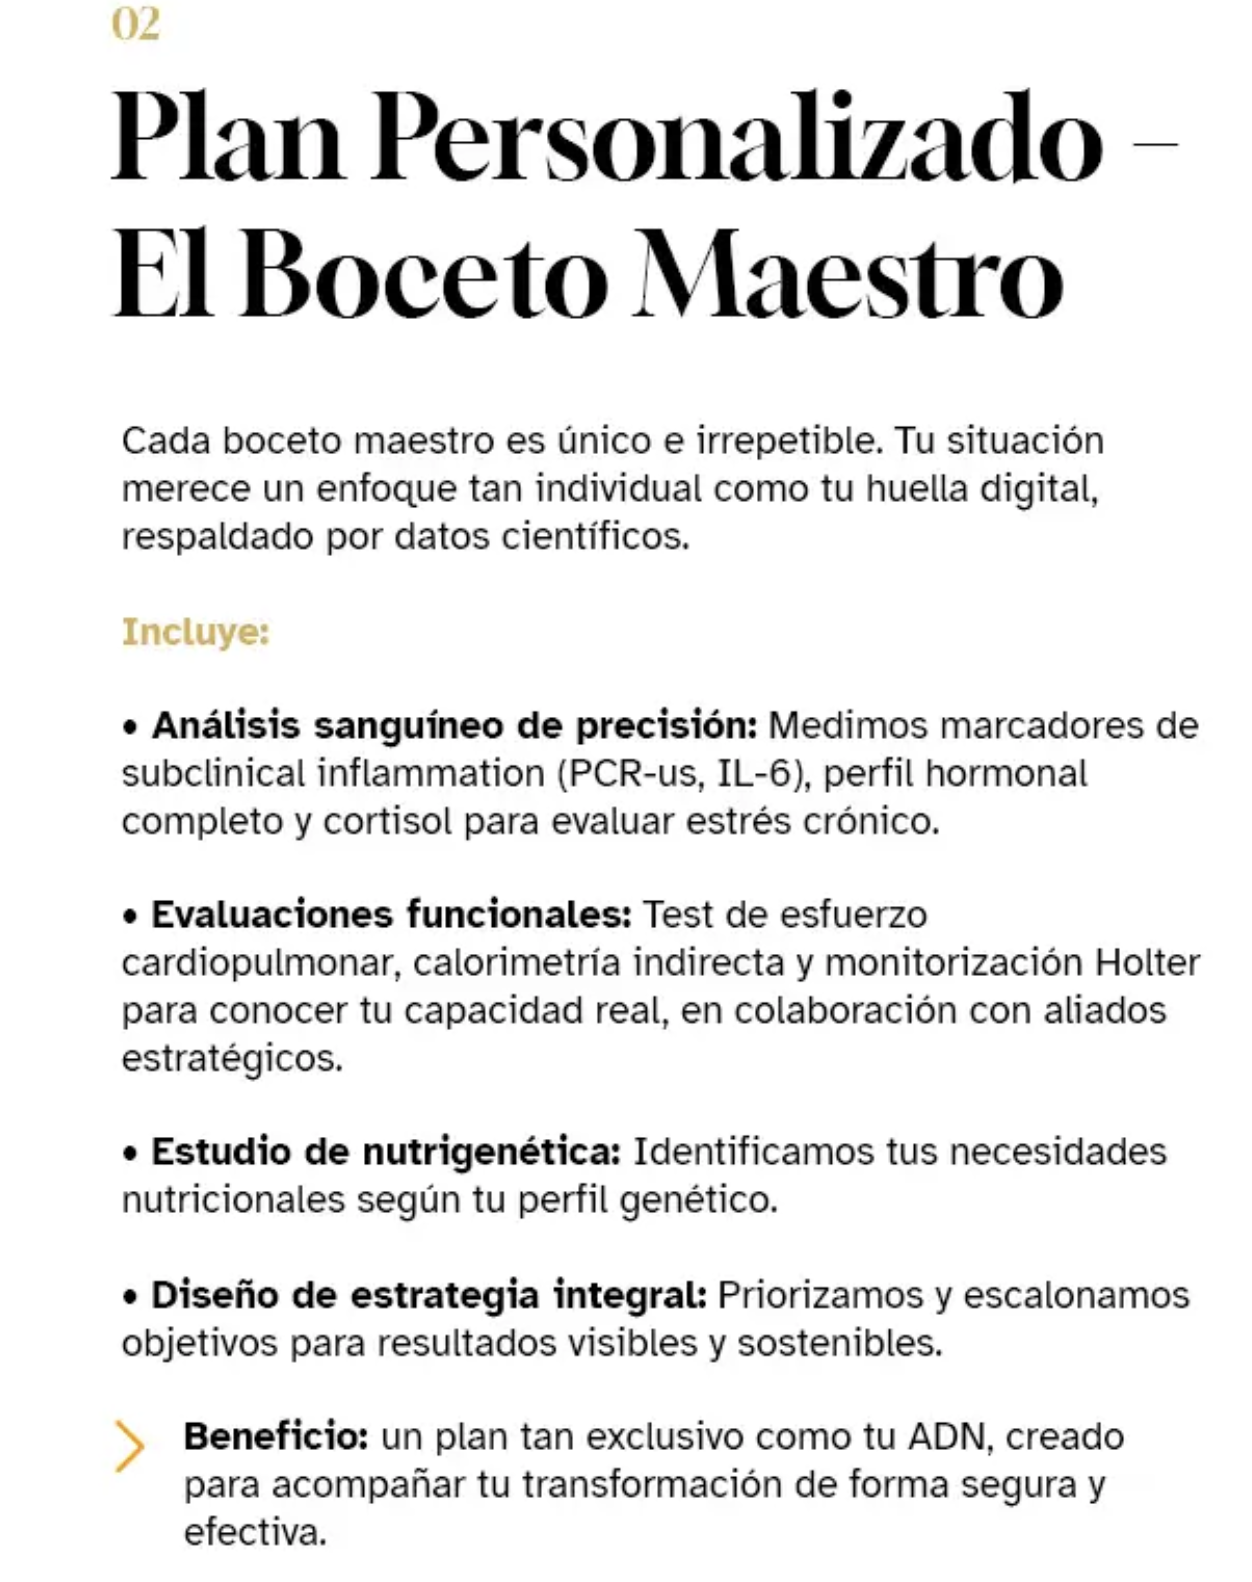 02
Plan Personalizado –
El Boceto Maestro
Cada boceto maestro es único e irrepetible. Tu situación
merece un enfoque tan individual como tu huella digital,
respaldado por datos científicos.
Incluye:
• Análisis sanguíneo de precisión: Medimos marcadores de
subclinical inflammation (PCR-us, IL-6), perfil hormonal
completo y cortisol para evaluar estrés crónico.
• Evaluaciones funcionales: Test de esfuerzo
cardiopulmonar, calorimetría indirecta y monitorización Holter
para conocer tu capacidad real, en colaboración con aliados
estratégicos.
• Estudio de nutrigenética: Identificamos tus necesidades
nutricionales según tu perfil genético.
• Diseño de estrategia integral: Priorizamos y escalonamos
objetivos para resultados visibles y sostenibles.
Beneficio: un plan tan exclusivo como tu ADN, creado
para acompañar tu transformación de forma segura y
efectiva.